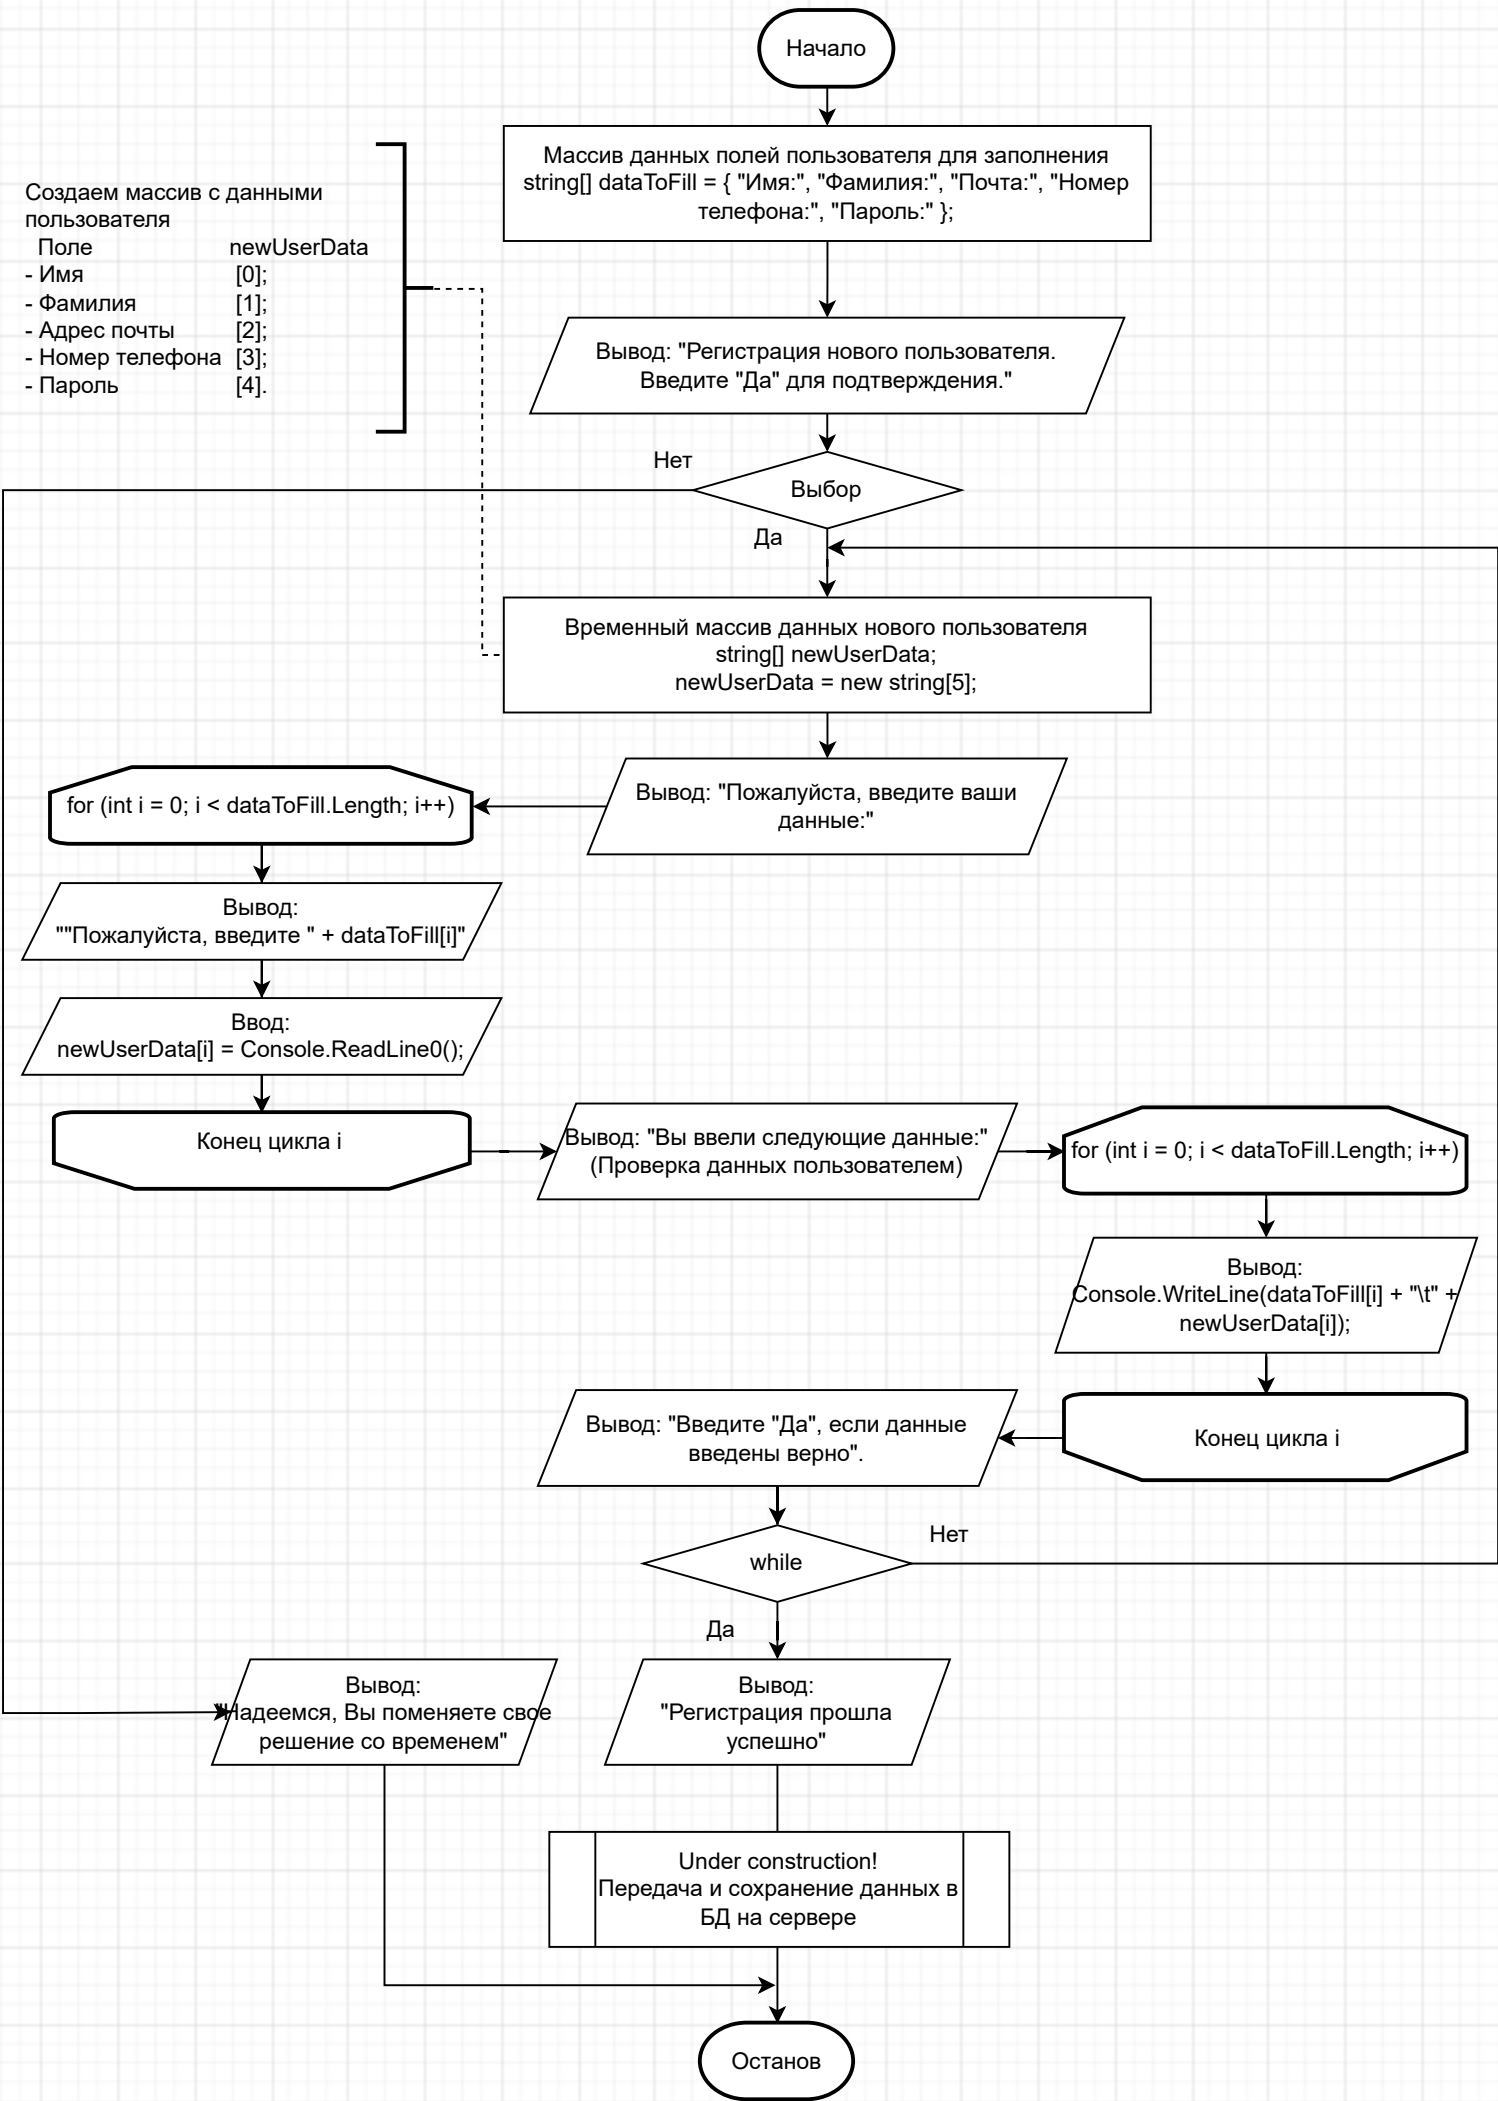 Начало
Массив данных полей пользователя для заполнения
string[] dataToFill = { "Имя:", "Фамилия:", "Почта:", "Номер
телефона:", "Пароль:" };
Создаем массив с данными
пользователя
Поле newUserData
- Имя [0];
- Фамилия [1];
- Адрес почты [2];
- Номер телефона [3];
- Пароль [4].
Вывод: "Регистрация нового пользователя.
Введите "Да" для подтверждения."
Нет
Выбор
Да
Временный массив данных нового пользователя
string[] newUserData;
newUserData = new string[5];
Вывод: "Пожалуйста, введите ваши
данные:"
for (int i = 0; i < dataToFill.Length; i++)
Вывод:
""Пожалуйста, введите " + dataToFill[i]"
Ввод:
newUserData[i] = Console.ReadLine0();
Конец цикла i
Вывод: "Вы ввели следующие данные:"
(Проверка данных пользователем)
for (int i = 0; i < dataToFill.Length; i++)
Вывод:
Console.WriteLine(dataToFill[i] + "\t" +
newUserData[i]);
Конец цикла i
Вывод: "Введите "Да", если данные
введены верно".
while
Нет
Да
Вывод:
"Надеемся, Вы поменяете свое
решение со временем"
Вывод:
"Регистрация прошла
успешно"
Under construction!
Передача и сохранение данных в
БД на сервере
Останов